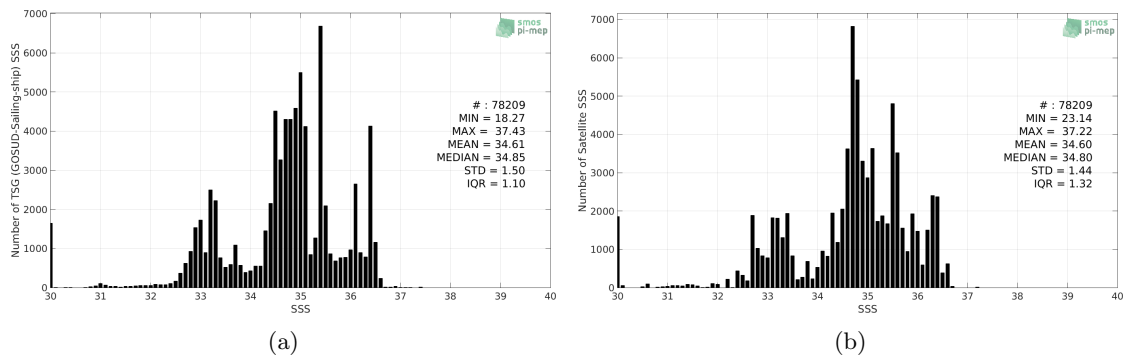 7000
6000
5000
4000
3000
2000
1000
0
Number of TSG (GOSUD-Sailing-ship) SSS
smos
pi-mep
# : 78209
MIN = 18.27
MAX = 37.43
MEAN = 34.61
MEDIAN = 34.85
STD = 1.50
IQR = 1.10
30 31 32 33 34 35 36 37 38 39 40
SSS
(a)
7000
6000
5000
4000
3000
2000
1000
0
Number of Satellite SSS
smos
pi-mep
# : 78209
MIN = 23.14
MAX = 37.22
MEAN = 34.60
MEDIAN = 34.80
STD = 1.44
IQR = 1.32
30 31 32 33 34 35 36 37 38 39 40
SSS
(b)